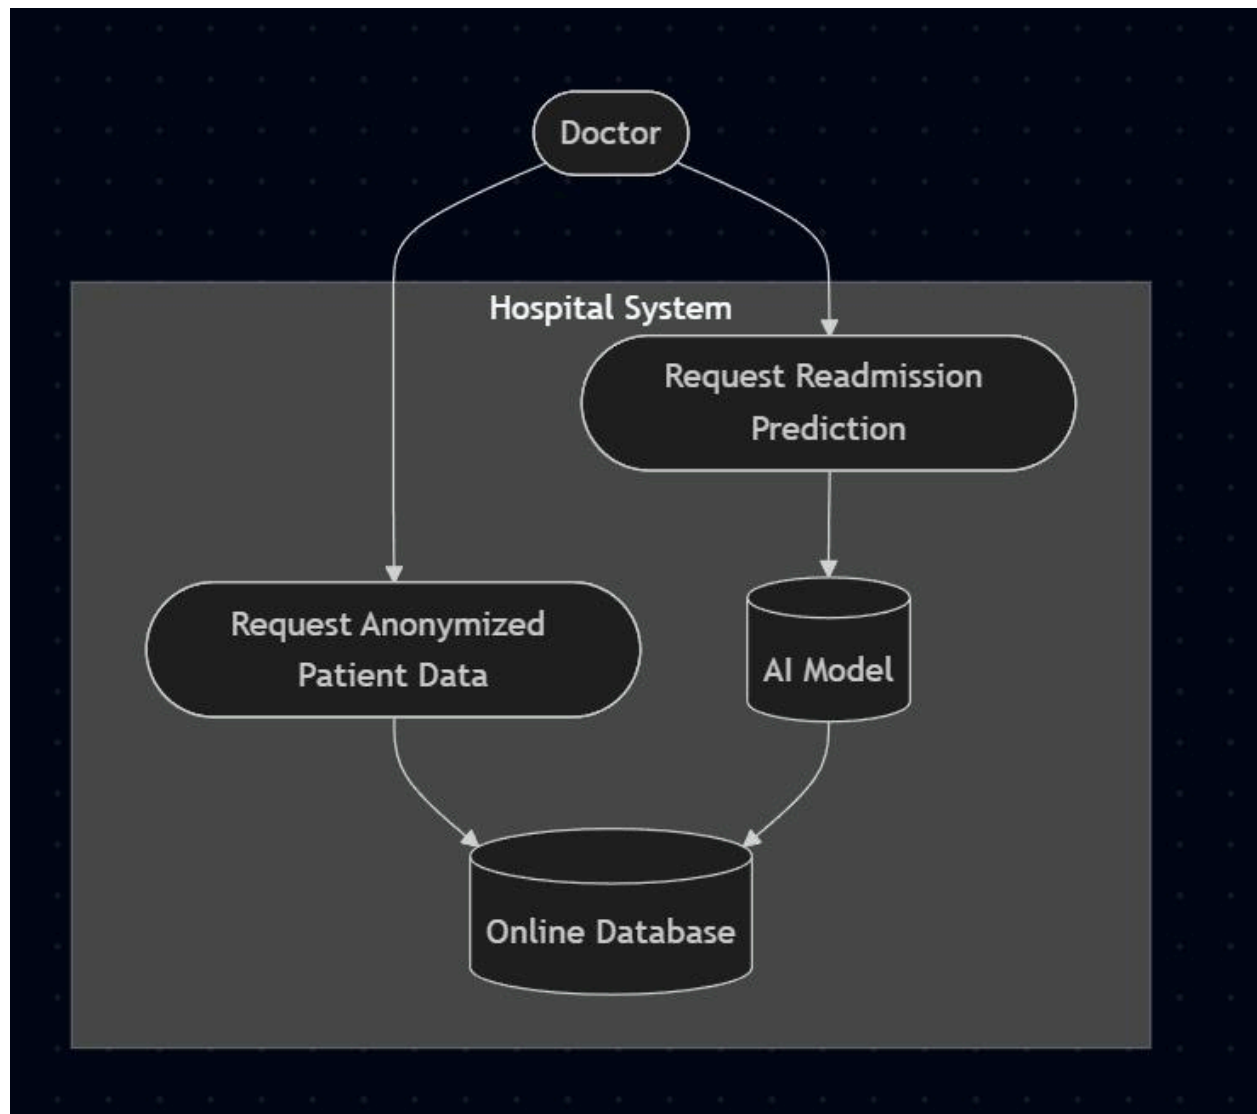 Doctor
Hospital System
Request Readmission
Prediction
Request Anonymized
Patient Data
AI Model
Online Database